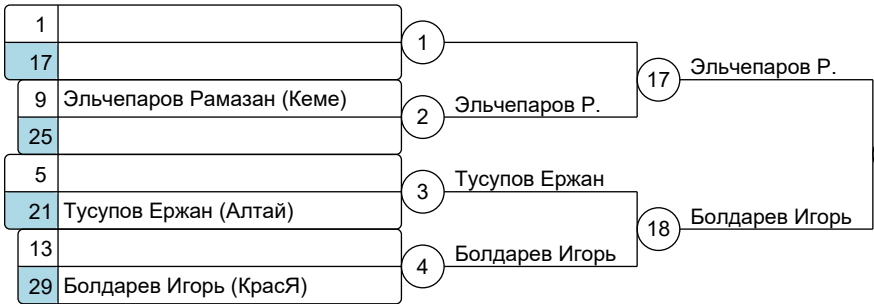 1
17
9 Эльчепаров Рамазан (Кеме)
25
5
21 Тусупов Ержан (Алтай)
13
29 Болдарев Игорь (КрасЯ)
1
2
3
4
Эльчепаров Р.
Тусупов Ержан
Болдарев Игорь
17
18
Эльчепаров Р.
Болдарев Игорь